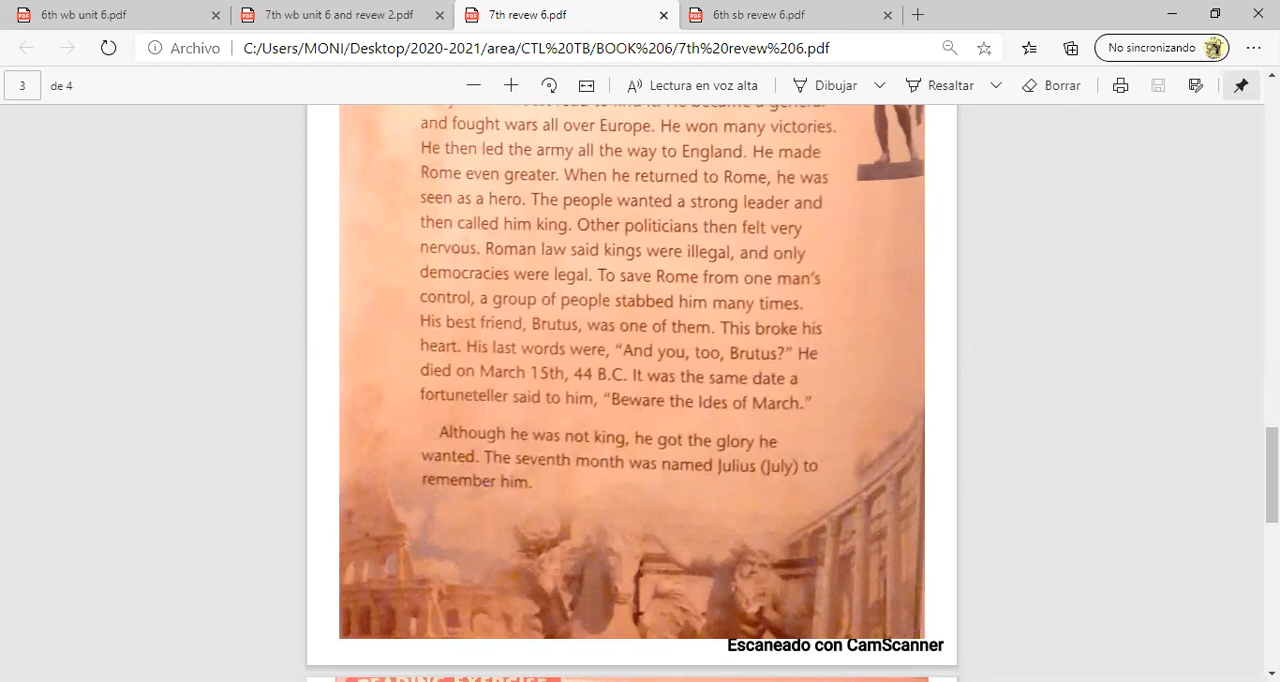 6th wb unit 6.pdf
7th wb unit 6 and revew 2.pdf
7th revew 6.pdf
6th sb revew 6.pdf
Archivo
C:/Users/MONI/Desktop/2020-2021/area/CTL%20TB/BOOK%206/7th%20revew%206.pdf
No sincronizando
3
de 4
Lectura en voz alta
Dibujar
Resaltar
Borrar
to find it. He became a general
and fought wars all over Europe. He won many victories.
He then led the army all the way to England. He made
Rome even greater. When he returned to Rome, he was
seen as a hero. The people wanted a strong leader and
then called him king. Other politicians then felt very
nervous. Roman law said kings were illegal, and only
democracies were legal. To save Rome from one man's
control, a group of people stabbed him many times.
His best friend, Brutus, was one of them. This broke his
heart. His last words were, "And you, too, Brutus?" He
died on March 15th, 44 B.C. It was the same date a
fortuneteller said to him, "Beware the Ides of March."
Although he was not king, he got the glory he
wanted. The seventh month was named Julius (July) to
remember him.
Escaneado con CamScanner
READING EXERCISE